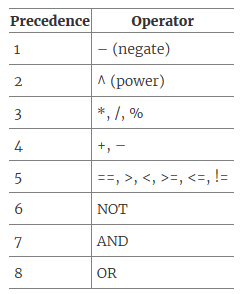 Precedence Operator
1 – (negate)
2 ^ (power)
3 *, /, %
4 +, –
5 ==, >, <, >=, <=, !=
6 NOT
7 AND
8 OR